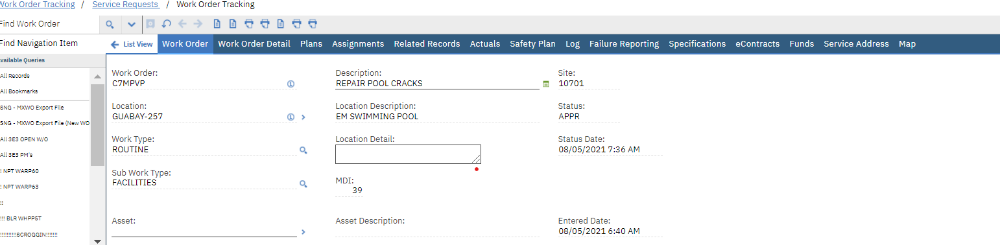 Work Order Tracking / Service Requests / Work Order Tracking
Find Work Order
Find Navigation Item
List View Work Order Work Order Detail Plans Assignments Related Records Actuals Safety Plan Log Failure Reporting Specifications eContracts Funds Service Address Map
vailable Queries
All Records
All Bookmarks
SNG - MXWO Export File
SNG - MXWO Export File (New WO
All 3E3 OPEN W/O
All 3E3 PM's
! NPT WARP60
! NPT WARP63
!!
!!! BLR WHPP5T
!!!!!!!!!!SCROGGIN!!!!!!!
Work Order:
C7MPVP
Description:
REPAIR POOL CRACKS
Site:
10701
Location:
GUABAY-257
Location Description:
EM SWIMMING POOL
Status:
APPR
Work Type:
ROUTINE
Location Detail:
Status Date:
08/05/2021 7:36 AM
Sub Work Type:
FACILITIES
MDI:
39
Asset:
Asset Description:
Entered Date:
08/05/2021 6:40 AM